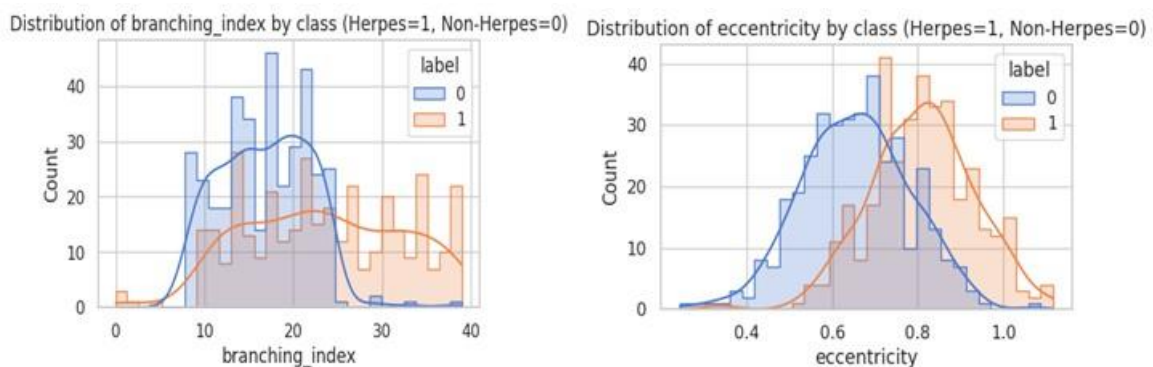 Distribution of branching_index by class (Herpes=1, Non-Herpes=0)
label
0
1
40
30
20
10
0
Count
0 10 20 30 40
branching_index
Distribution of eccentricity by class (Herpes=1, Non-Herpes=0)
label
0
1
40
30
20
10
0
Count
0.4 0.6 0.8 1.0
eccentricity